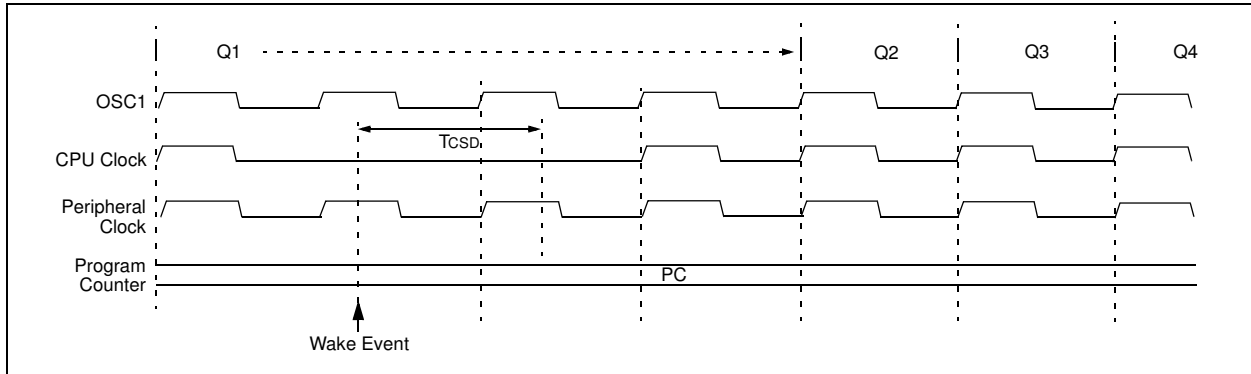 Q1 Q2 Q3 Q4
OSC1
TCSD
CPU Clock
Peripheral
Clock
Program
Counter
PC
Wake Event